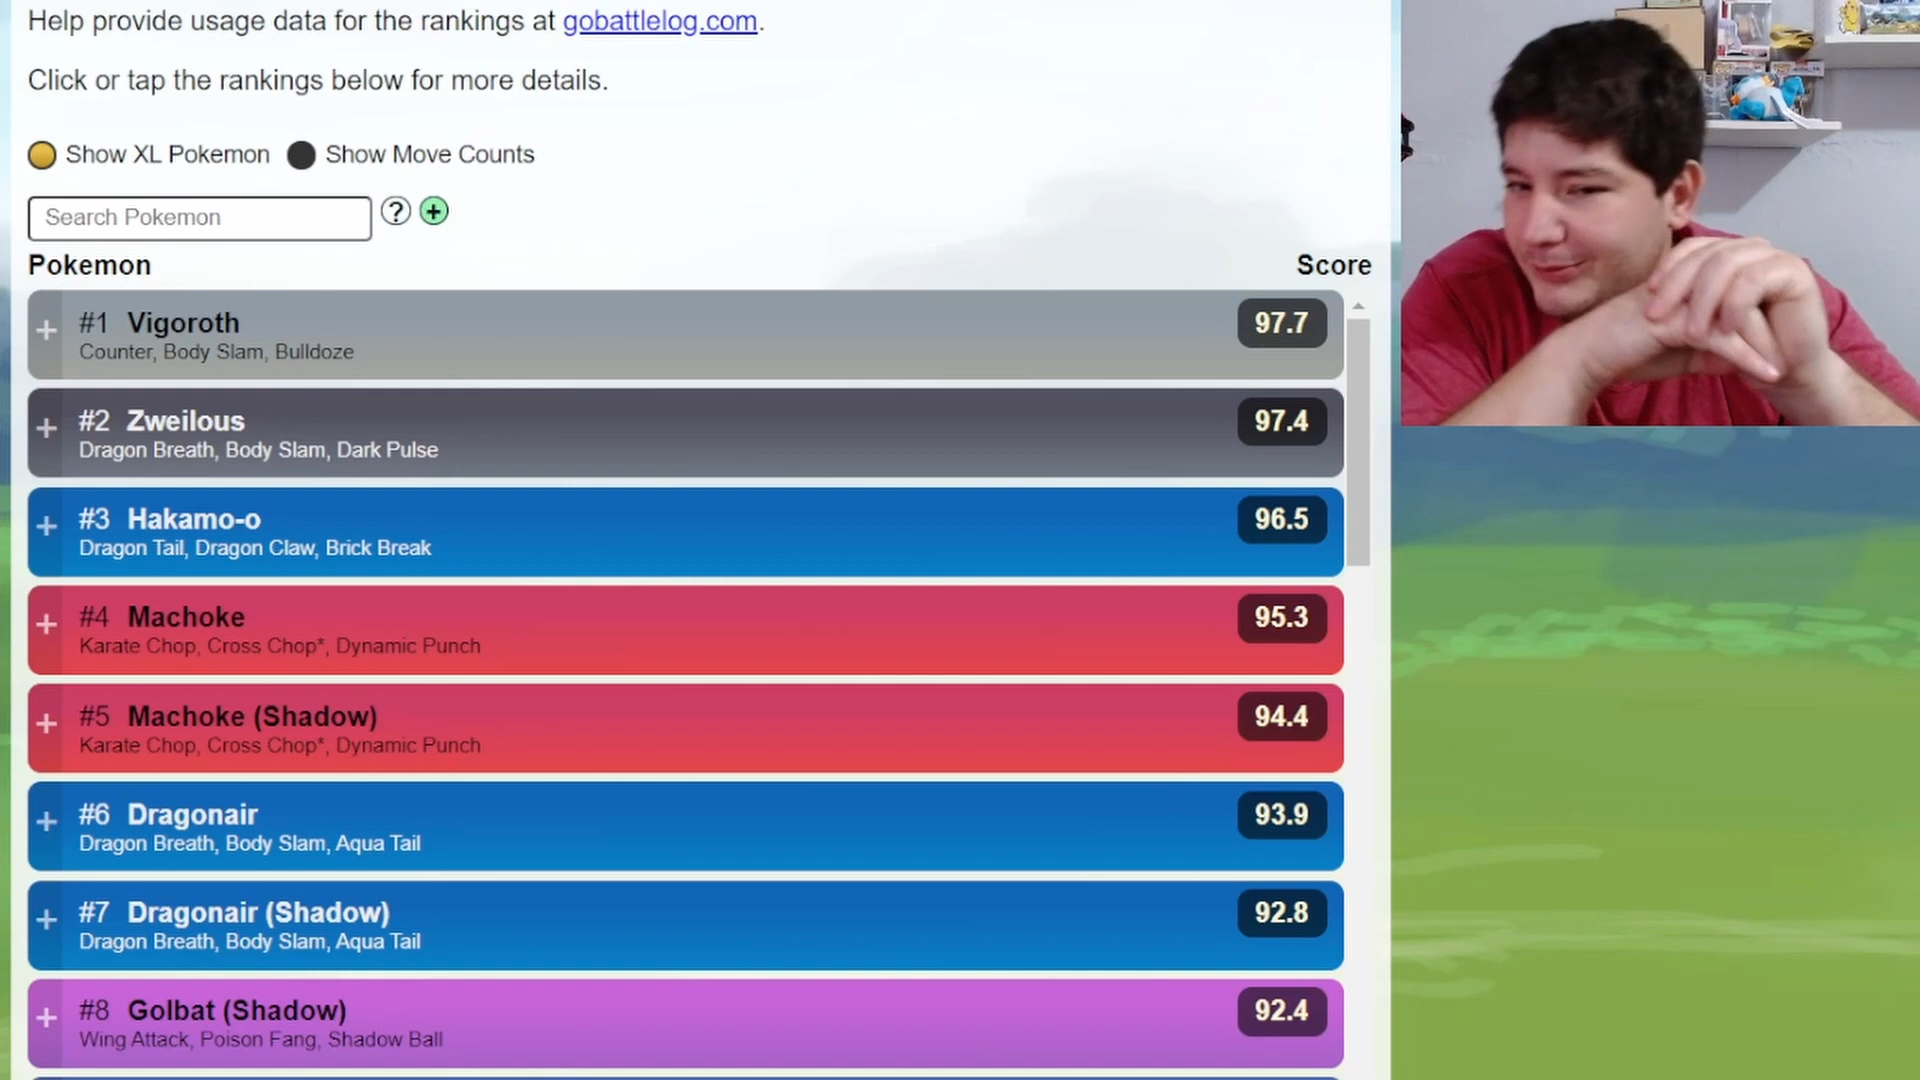 Help provide usage data for the rankings at gobattlelog.com.
Click or tap the rankings below for more details.
Show XL Pokemon Show Move Counts
Search Pokemon ? +
Pokemon Score
+ #1 Vigoroth 97.7
Counter, Body Slam, Bulldoze
+ #2 Zweilous 97.4
Dragon Breath, Body Slam, Dark Pulse
+ #3 Hakamo-o 96.5
Dragon Tail, Dragon Claw, Brick Break
+ #4 Machoke 95.3
Karate Chop, Cross Chop*, Dynamic Punch
+ #5 Machoke (Shadow) 94.4
Karate Chop, Cross Chop*, Dynamic Punch
+ #6 Dragonair 93.9
Dragon Breath, Body Slam, Aqua Tail
+ #7 Dragonair (Shadow) 92.8
Dragon Breath, Body Slam, Aqua Tail
+ #8 Golbat (Shadow) 92.4
Wing Attack, Poison Fang, Shadow Ball